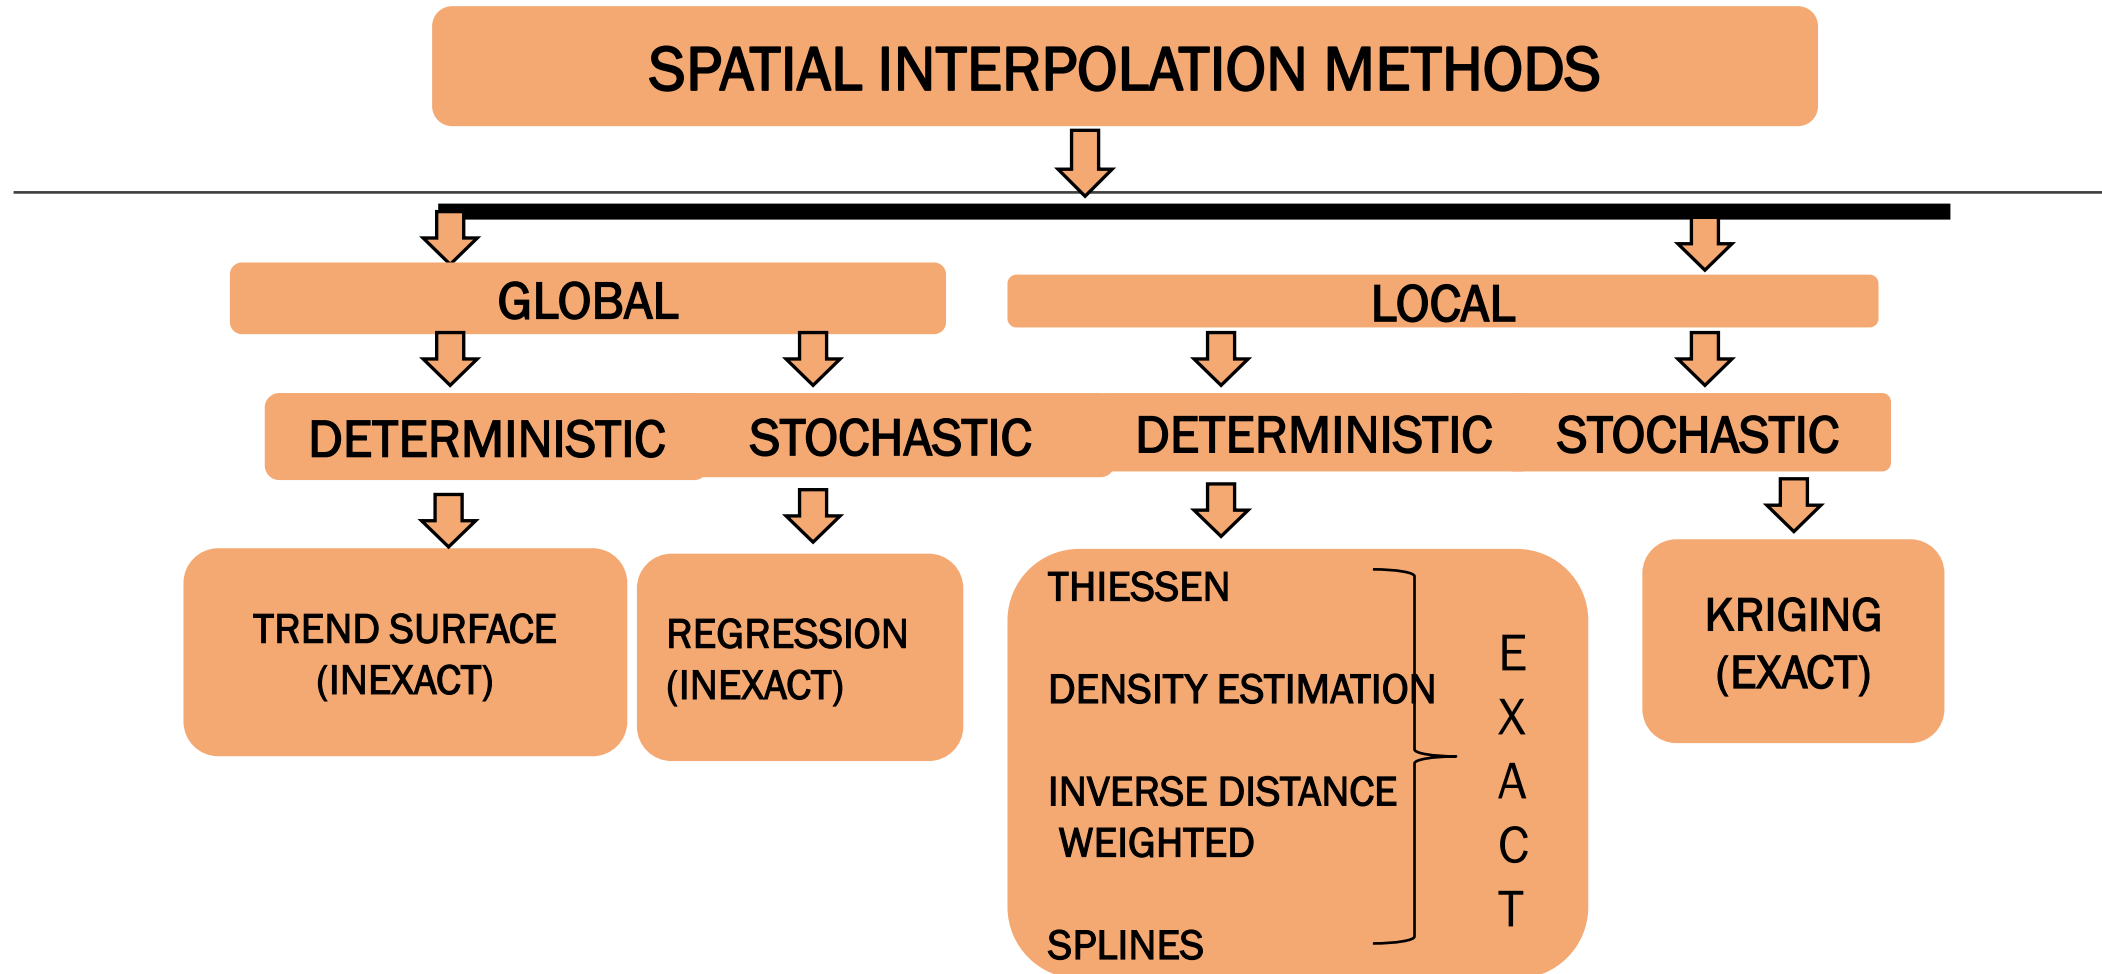 SPATIAL INTERPOLATION METHODS
GLOBAL
LOCAL
DETERMINISTIC
STOCHASTIC
DETERMINISTIC
STOCHASTIC
TREND SURFACE
(INEXACT)
REGRESSION
(INEXACT)
THIESSEN
DENSITY ESTIMATION
INVERSE DISTANCE
WEIGHTED
SPLINES
E
X
A
C
T
KRIGING
(EXACT)